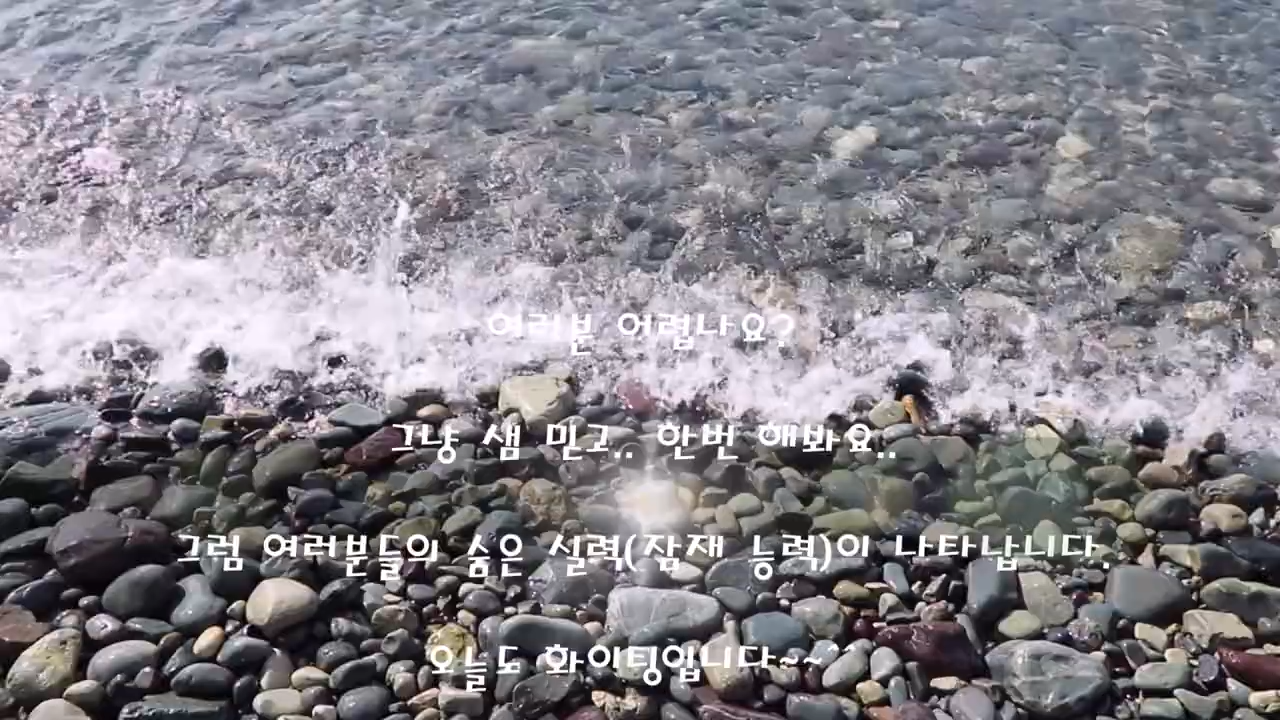 여러분 어렵나요?
그냥 샘 믿고.. 한번 해봐요..
그럼 여러분들의 숨은 실력(잠재 능력)이 나타납니다.
오늘도 화이팅입니다~~^^